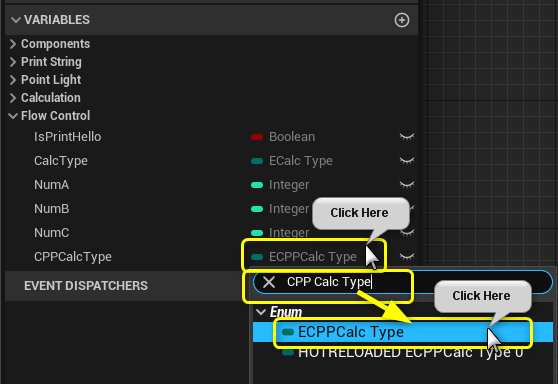 VARIABLES
Components
Print String
Point Light
Calculation
Flow Control
IsPrintHello Boolean
CalcType ECalc Type
NumA Integer
NumB Integer
Click Here
NumC Integer
CPPCalcType ECPPCalc Type
EVENT DISPATCHERS
CPP Calc Type
Click Here
Enum
ECPPCalc Type
HOTRELOADED ECPPCalc Type 0